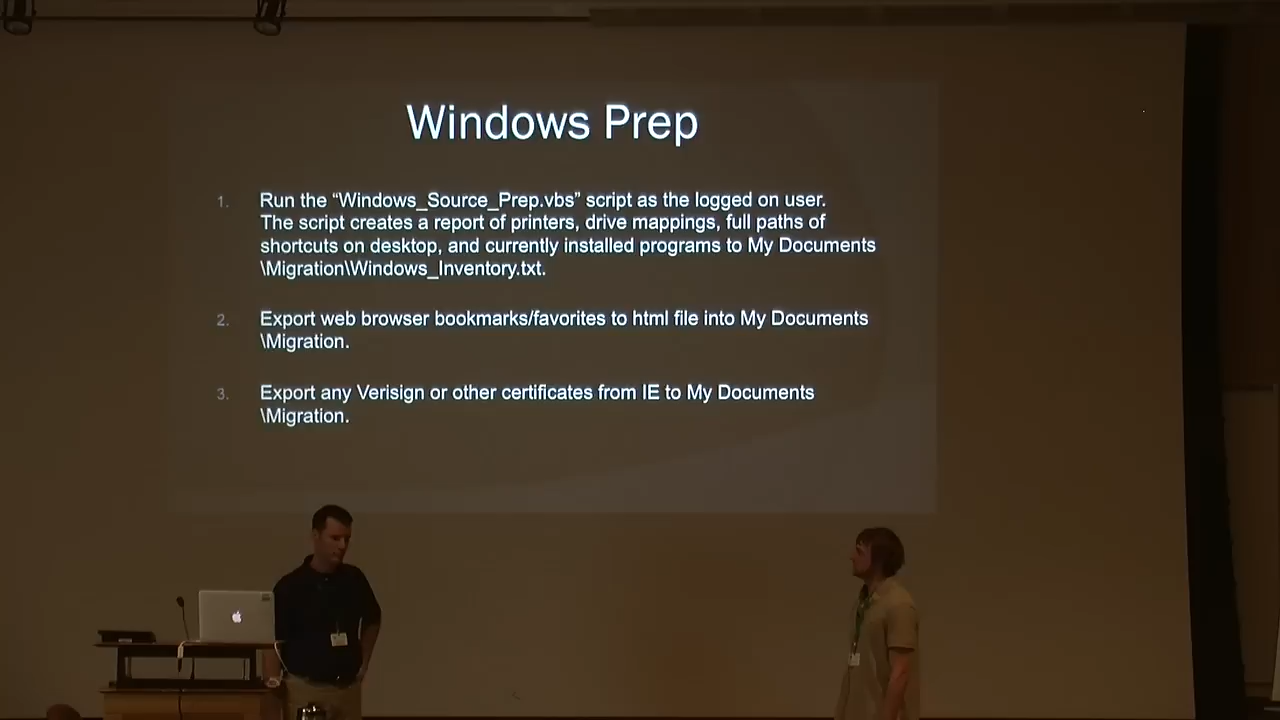 Windows Prep
1. Run the “Windows_Source_Prep.vbs” script as the logged on user.
The script creates a report of printers, drive mappings, full paths of
shortcuts on desktop, and currently installed programs to My Documents
\Migration\Windows_Inventory.txt.
2. Export web browser bookmarks/favorites to html file into My Documents
\Migration.
3. Export any Verisign or other certificates from IE to My Documents
\Migration.